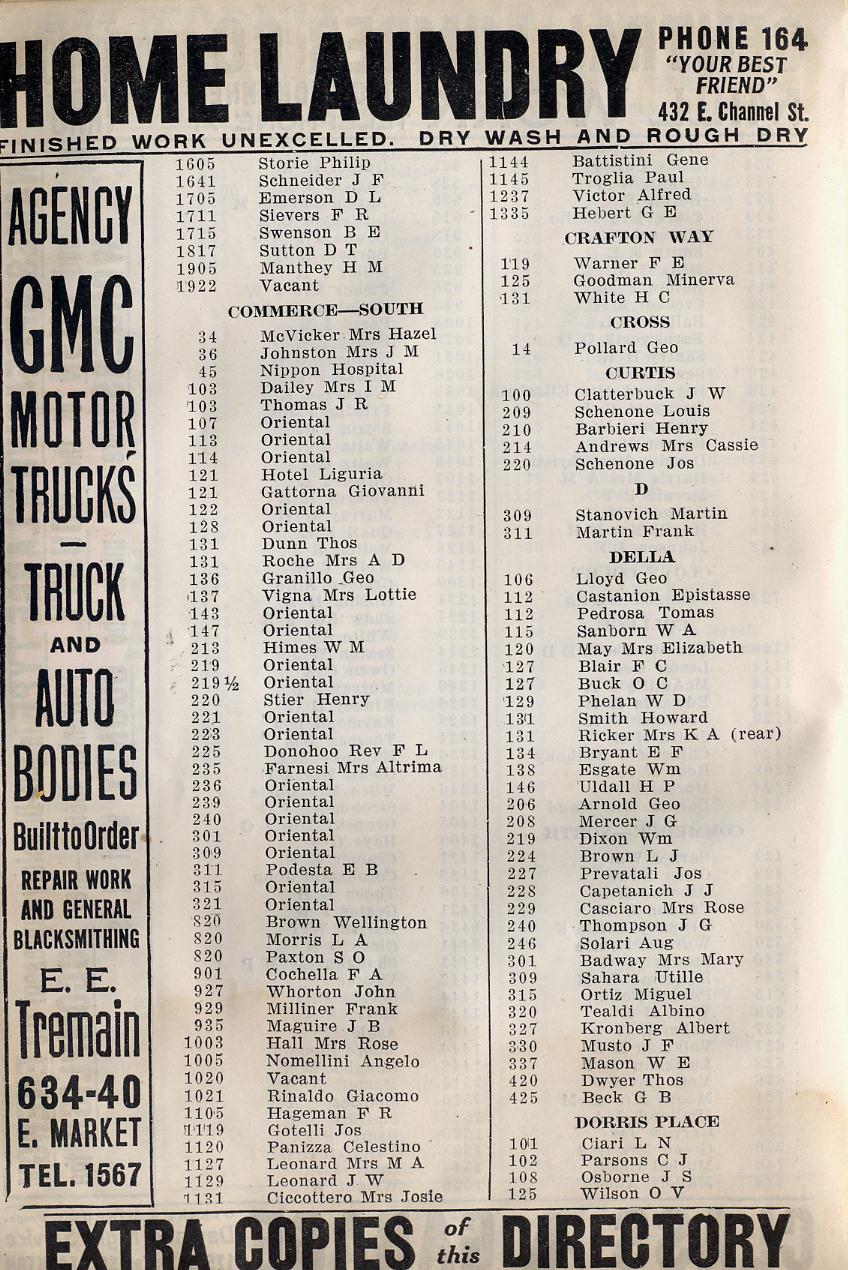 HOME LAUNDRY
PHONE 164
"YOUR BEST
FRIEND"
432 E. Channel St.
FINISHED WORK UNEXCELLED. DRY WASH AND ROUGH DRY
AGENCY
GMC
MOTOR
TRUCKS
—
TRUCK
AND
AUTO
BODIES
Built to Order
REPAIR WORK
AND GENERAL
BLACKSMITHING
E. E.
Tremain
634-40
E. MARKET
TEL. 1567
1605 Storie Philip
1641 Schneider J F
1705 Emerson D L
1711 Sievers F R
1715 Swenson B E
1817 Sutton D T
1905 Manthey H M
1922 Vacant
COMMERCE—SOUTH
34 McVicker Mrs Hazel
36 Johnston Mrs J M
45 Nippon Hospital
103 Dailey Mrs I M
103 Thomas J R
107 Oriental
113 Oriental
114 Oriental
121 Hotel Liguria
121 Gattorna Giovanni
122 Oriental
128 Oriental
131 Dunn Thos
131 Roche Mrs A D
136 Granillo Geo
137 Vigna Mrs Lottie
143 Oriental
147 Oriental
213 Himes W M
219 Oriental
219½ Oriental
220 Stier Henry
221 Oriental
223 Oriental
225 Donohoo Rev F L
235 Farnesi Mrs Altrima
236 Oriental
239 Oriental
240 Oriental
301 Oriental
309 Oriental
311 Podesta E B
315 Oriental
321 Oriental
820 Brown Wellington
820 Morris L A
820 Paxton S O
901 Cochella F A
927 Whorton John
929 Milliner Frank
935 Maguire J B
1003 Hall Mrs Rose
1005 Nomellini Angelo
1020 Vacant
1021 Rinaldo Giacomo
1105 Hageman F R
1119 Gotelli Jos
1120 Panizza Celestino
1127 Leonard Mrs M A
1129 Leonard J W
1131 Ciccottero Mrs Josie
1144 Battistini Gene
1145 Troglia Paul
1237 Victor Alfred
1335 Hebert G E
CRAFTON WAY
119 Warner F E
125 Goodman Minerva
131 White H C
CROSS
14 Pollard Geo
CURTIS
100 Clatterbuck J W
209 Schenone Louis
210 Barbieri Henry
214 Andrews Mrs Cassie
220 Schenone Jos
D
309 Stanovich Martin
311 Martin Frank
DELLA
106 Lloyd Geo
112 Castanion Epistasse
112 Pedrosa Tomas
115 Sanborn W A
120 May Mrs Elizabeth
127 Blair F C
127 Buck O C
129 Phelan W D
131 Smith Howard
131 Ricker Mrs K A (rear)
134 Bryant E F
138 Esgate Wm
146 Uldall H P
206 Arnold Geo
208 Mercer J G
219 Dixon Wm
224 Brown L J
227 Prevatali Jos
228 Capetanich J J
229 Casciaro Mrs Rose
240 Thompson J G
246 Solari Aug
301 Badway Mrs Mary
309 Sahara Utille
315 Ortiz Miguel
320 Tealdi Albino
327 Kronberg Albert
330 Musto J F
337 Mason W E
420 Dwyer Thos
425 Beck G B
DORRIS PLACE
101 Ciari L N
102 Parsons C J
108 Osborne J S
125 Wilson O V
EXTRA COPIES of this DIRECTORY